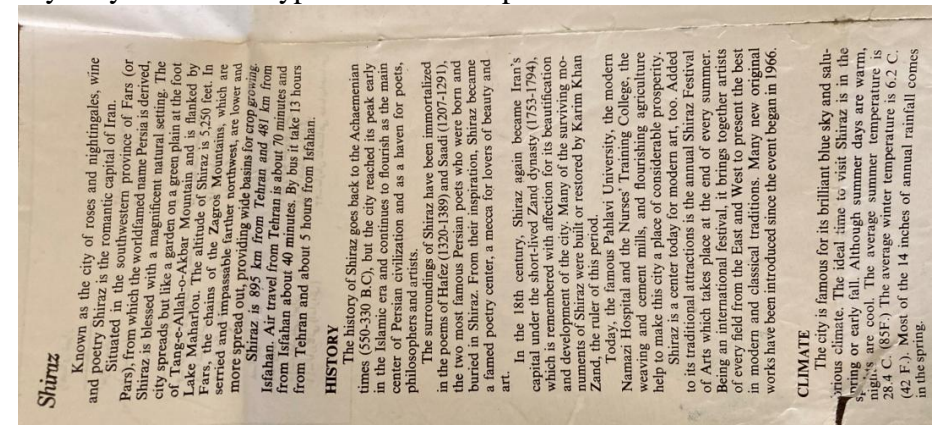 Shiraz
Known as the city of roses and nightingales, wine
and poetry Shiraz is the romantic capital of Iran.
Situated in the southwestern province of Fars (or
Pars), from which the worldfamed name Persia is derived,
Shiraz is blessed with a magnificent natural setting. The
city spreads out like a garden on a green plain at the foot
of Tang-e-Allah-o-Akbar Mountain and is flanked by
Lake Maharlou. The altitude of Shiraz is 5,250 feet. In
Fars, the chains of the Zagros Mountains, which are
serried and impassable farther northwest, are lower and
more spread out, providing wide basins for crop growing.
Shiraz is 895 km from Tehran and 481 km from
Isfahan. Air travel from Tehran is about 70 minutes and
from Isfahan about 40 minutes. By bus it take 13 hours
from Tehran and about 5 hours from Isfahan.
HISTORY
The history of Shiraz goes back to the Achaemenian
times (550-330 B.C), but the city reached its peak early
in the Islamic era and continues to flourish as the main
center of Persian civilization and as a haven for poets,
philosophers and artists.
The surroundings of Shiraz have been immortalized
in the poems of Hafez (1320-1389) and Saadi (1207-1291),
the two most famous Persian poets who were born and
buried in Shiraz. From their inspiration, Shiraz became
a famed poetry center, a mecca for lovers of beauty and
art.
In the 18th century, Shiraz again became Iran's
capital under the short-lived Zand dynasty (1753-1794),
which is remembered with affection for its beautification
and development of the city. Many of the surviving mo-
numents of Shiraz were built or restored by Karim Khan
Zand, the ruler of this period.
Today, the famous Pahlavi University, the modern
Namazi Hospital and the Nurses' Training College, the
weaving and cement mills, and flourishing agriculture
help to make this city a place of considerable prosperity.
Shiraz is a center today for modern art, too. Added
to its traditional attractions is the annual Shiraz Festival
of Arts which takes place at the end of every summer.
Being an international festival, it brings together artists
of every field from the East and West to present the best
in modern and classical traditions. Many new original
works have been introduced since the event began in 1966.
CLIMATE
The city is famous for its brilliant blue sky and salu-
brious climate. The ideal time to visit Shiraz is in the
spring or early fall. Although summer days are warm,
nights are cool. The average summer temperature is
28.4 C. (85F.) The average winter temperature is 6.2 C.
(42 F.). Most of the 14 inches of annual rainfall comes
in the spring.